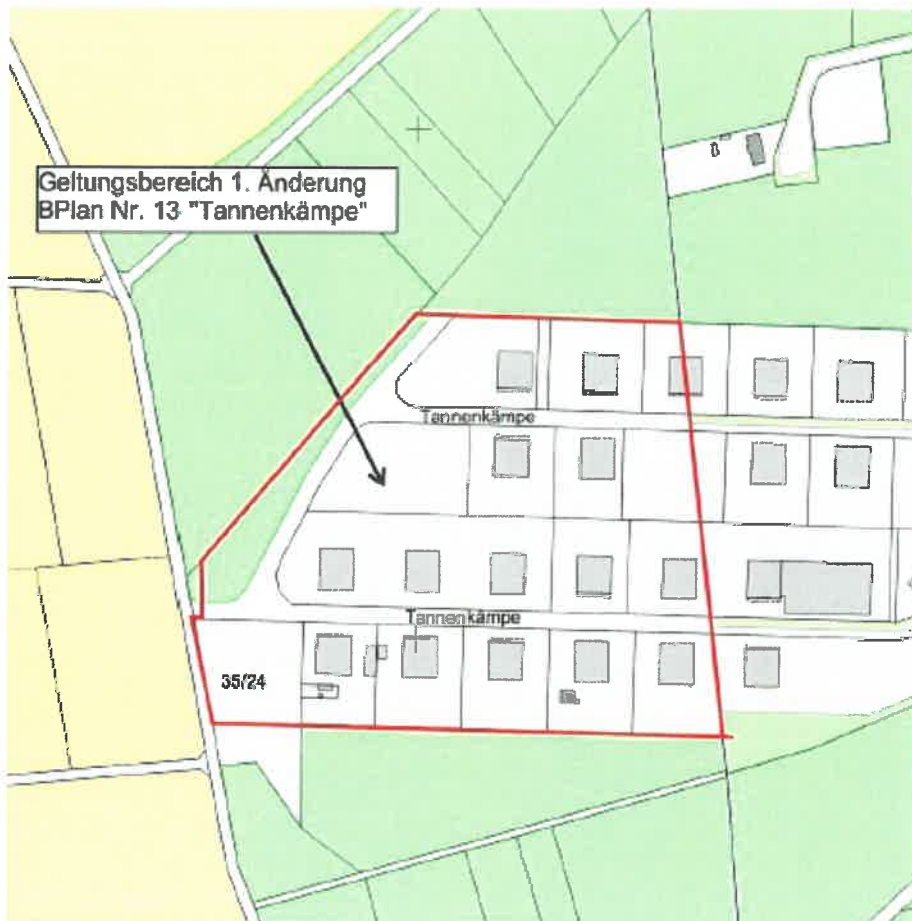 Geltungsbereich 1. Änderung
BPlan Nr. 13 "Tannenkämpe"
Tannenkämpe
Tannenkämpe
35/24